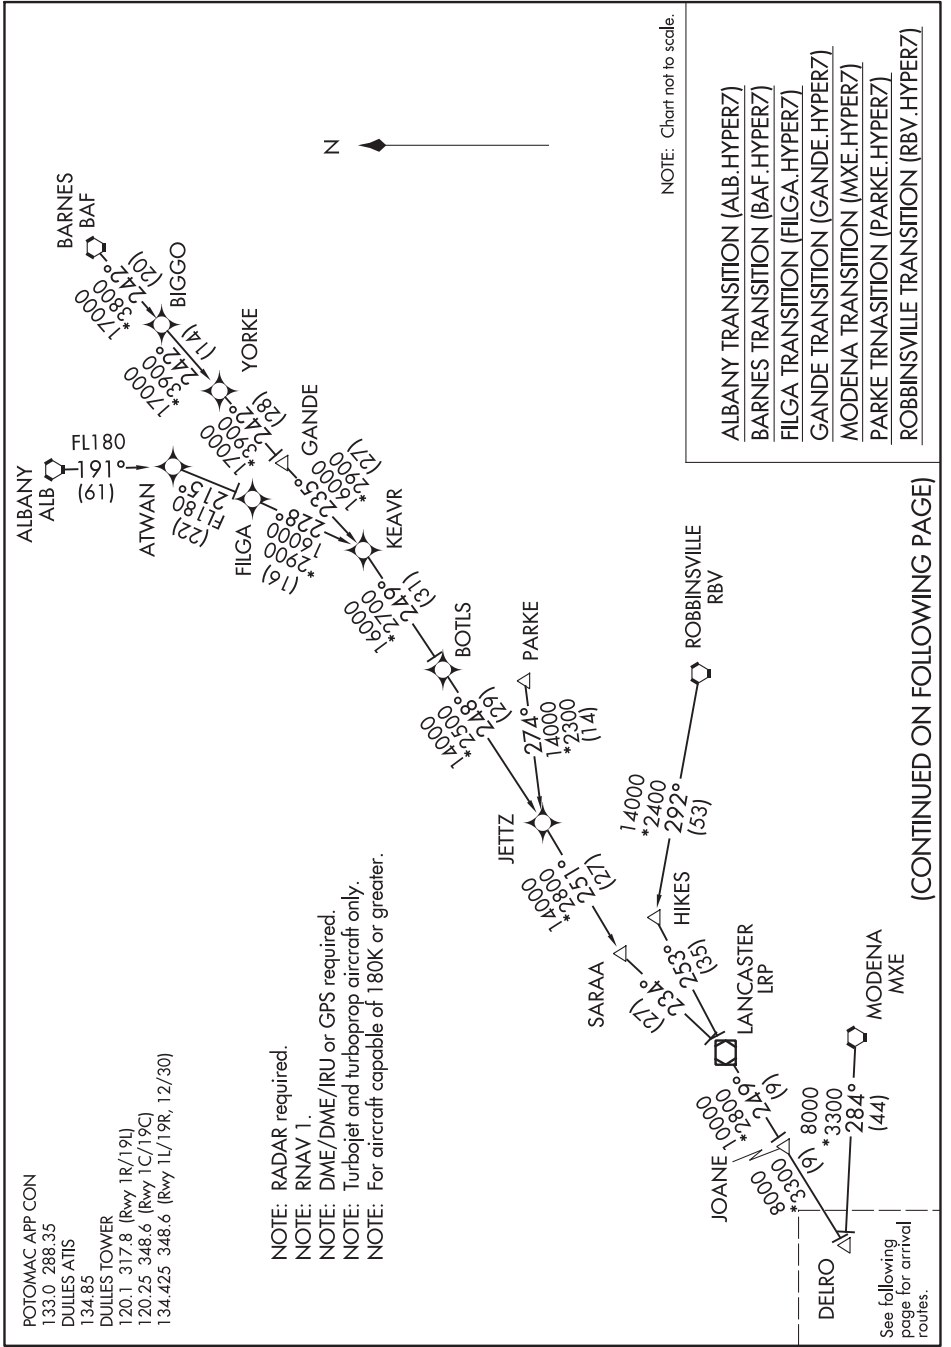 POTOMAC APP CON
133.0 288.35
DULLES ATIS
134.85
DULLES TOWER
120.1 317.8 (Rwy 1R/19L)
120.25 348.6 (Rwy 1C/19C)
134.425 348.6 (Rwy 1L/19R, 12/30)
NOTE: RADAR required.
NOTE: RNAV 1.
NOTE: DME/DME/IRU or GPS required.
NOTE: Turbojet and turboprop aircraft only.
NOTE: For aircraft capable of 180K or greater.
ALBANY
ALB
FL180
191°
(61)
ATWAN
FL180
215°
(22)
FILGA
16000
*2900
228°
(16)
BARNES
BAF
17000
*3800
242°
(20)
BIGGO
17000
*3900
242°
(14)
YORKE
17000
*3900
242°
(28)
GANDE
235°
16000
*2900
(27)
KEAVR
16000
*2700
249°
(31)
BOTLS
14000
*2500
248°
(29)
PARKE
274°
14000
*2300
(14)
JETTZ
14000
*2800
251°
(27)
SARAA
234°
(27)
ROBBINSVILLE
RBV
14000
*2400
292°
(53)
HIKES
253°
(35)
LANCASTER
LRP
10000
*2800
249°
(9)
JOANE
8000
*3300
(9)
MODENA
MXE
8000
*3300
284°
(44)
DELRO
See following
page for arrival
routes.
N
NOTE: Chart not to scale.
ALBANY TRANSITION (ALB.HYPER7)
BARNES TRANSITION (BAF.HYPER7)
FILGA TRANSITION (FILGA.HYPER7)
GANDE TRANSITION (GANDE.HYPER7)
MODENA TRANSITION (MXE.HYPER7)
PARKE TRNASITION (PARKE.HYPER7)
ROBBINSVILLE TRANSITION (RBV.HYPER7)
(CONTINUED ON FOLLOWING PAGE)